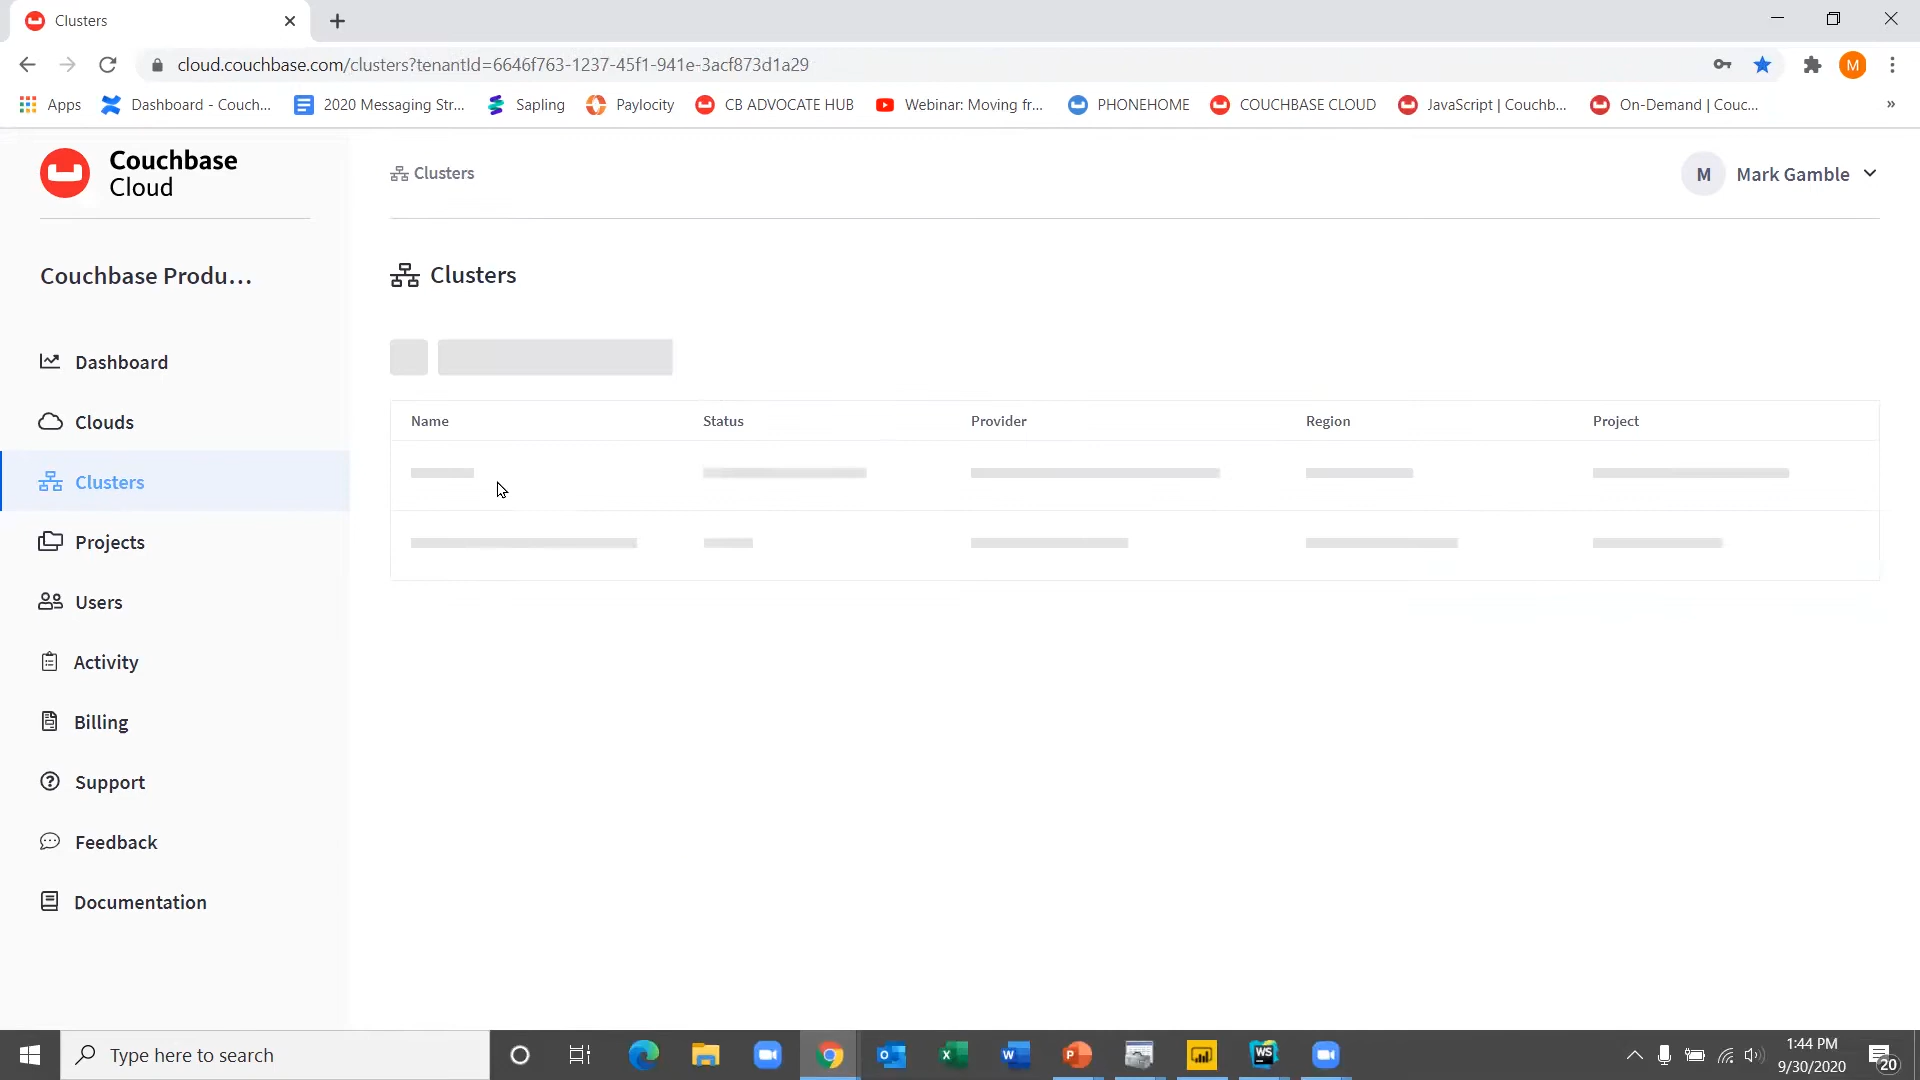 Clusters
cloud.couchbase.com/clusters?tenantId=6646f763-1237-45f1-941e-3acf873d1a29
M
Apps
Dashboard - Couch...
2020 Messaging Str...
Sapling
Paylocity
CB ADVOCATE HUB
Webinar: Moving fr...
PHONEHOME
COUCHBASE CLOUD
JavaScript | Couchb...
On-Demand | Couc...
»
Couchbase
Cloud
Clusters
M Mark Gamble
Couchbase Produ...
Clusters
Dashboard
Clouds
Clusters
Projects
Users
Activity
Billing
Support
Feedback
Documentation
Name Status Provider Region Project
Type here to search
WS
1:44 PM
9/30/2020
20